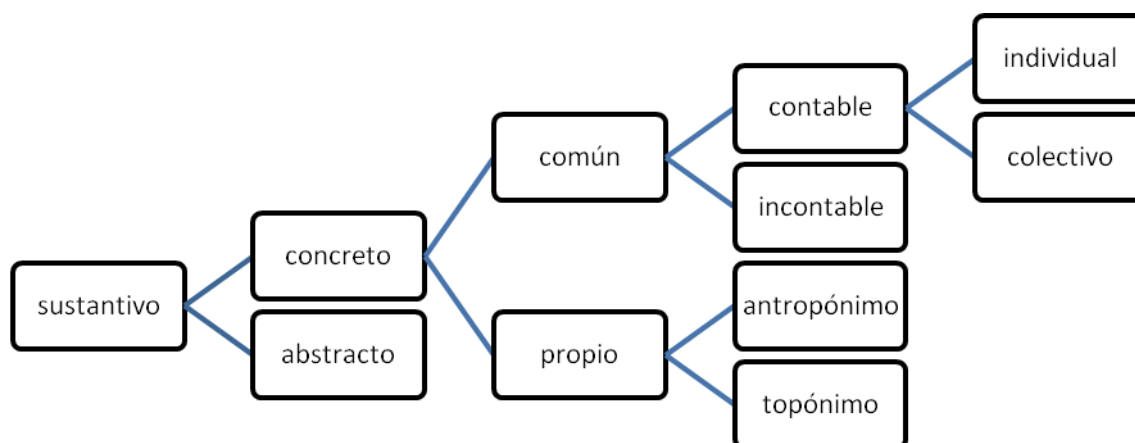 sustantivo
concreto
abstracto
común
propio
contable
incontable
antropónimo
topónimo
individual
colectivo